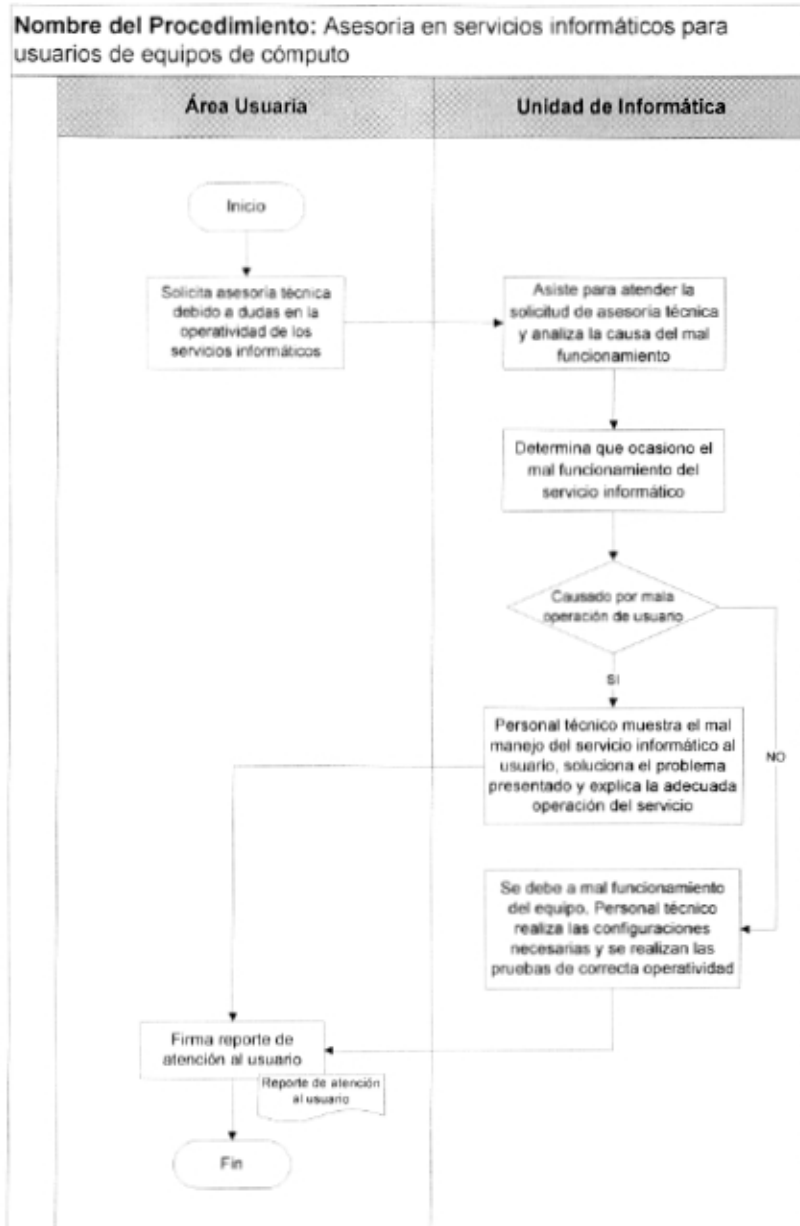 Nombre del Procedimiento: Asesoria en servicios informáticos para
usuarios de equipos de cómputo
Área Usuaria
Unidad de Informática
Inicio
Solicita asesoría técnica
debido a dudas en la
operatividad de los
servicios informáticos
Asiste para atender la
solicitud de asesoría técnica
y analiza la causa del mal
funcionamiento
Determina que ocasiono el
mal funcionamiento del
servicio informático
Causado por mala
operación de usuario
SI
NO
Personal técnico muestra el mal
manejo del servicio informático al
usuario, soluciona el problema
presentado y explica la adecuada
operación del servicio
Se debe a mal funcionamiento
del equipo. Personal técnico
realiza las configuraciones
necesarias y se realizan las
pruebas de correcta operatividad
Firma reporte de
atención al usuario
Reporte de atención
al usuario
Fin